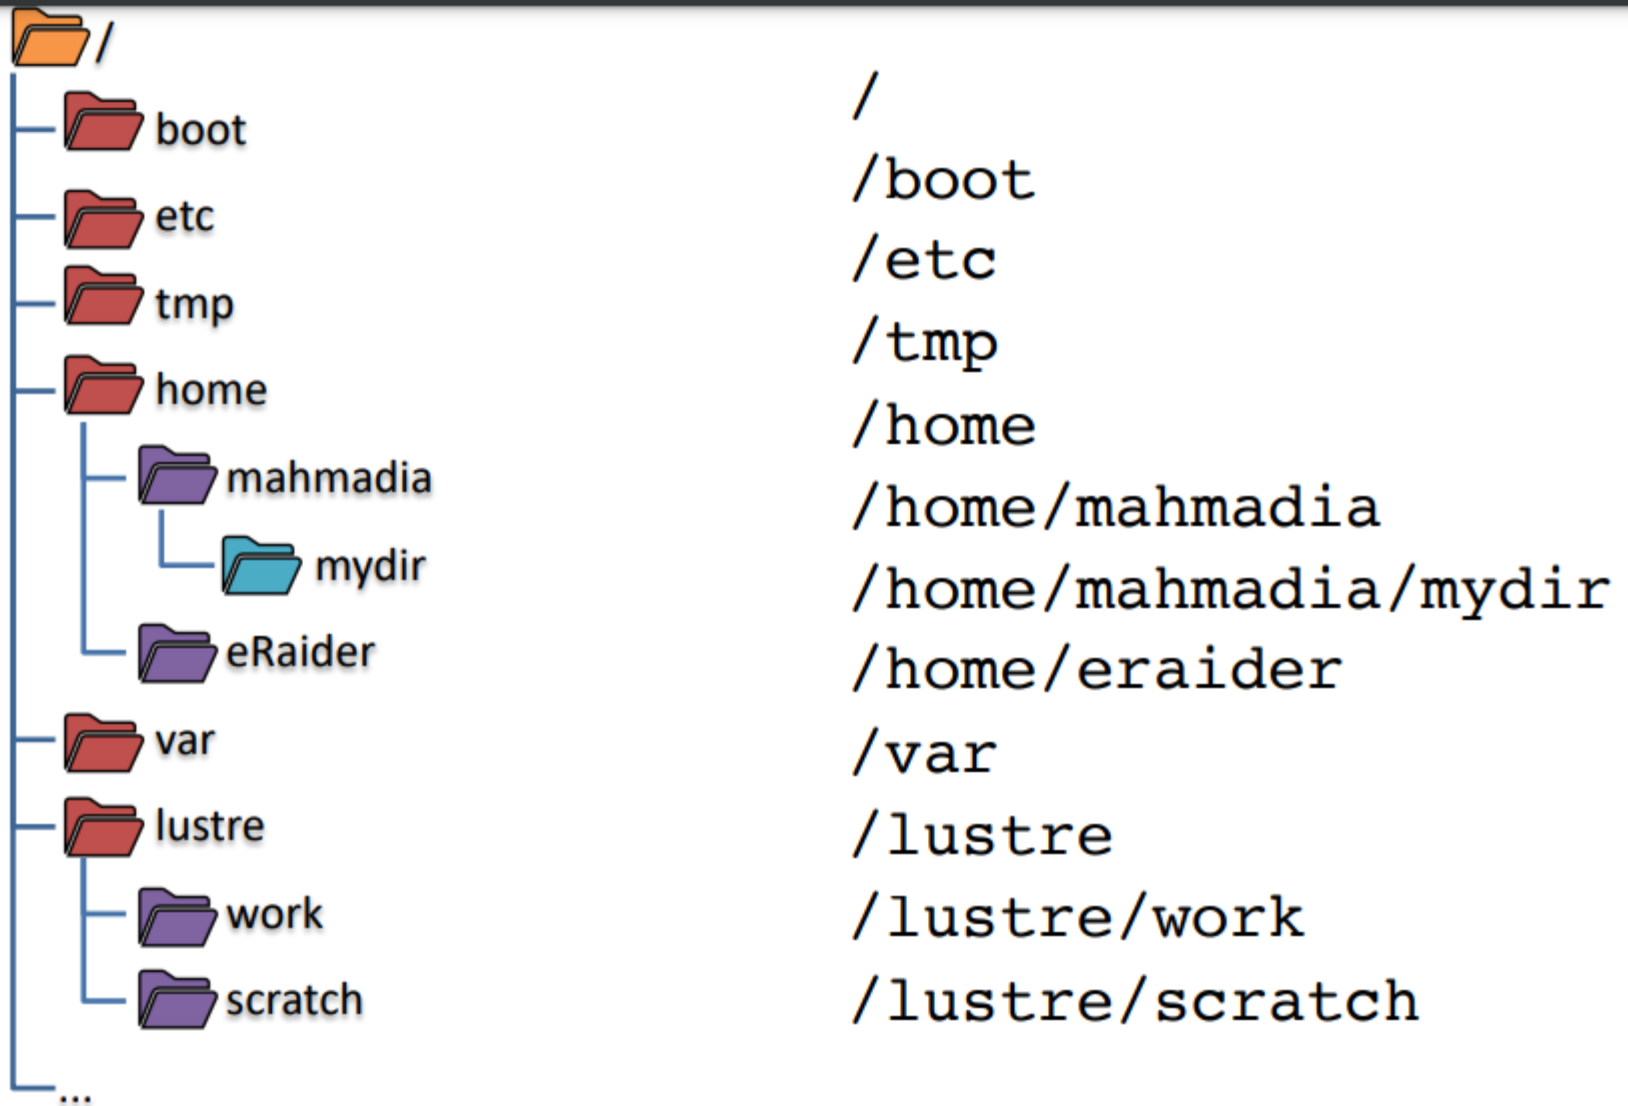 /
boot
etc
tmp
home
mahmadia
mydir
eRaider
var
lustre
work
scratch
...
/
/boot
/etc
/tmp
/home
/home/mahmadia
/home/mahmadia/mydir
/home/eraider
/var
/lustre
/lustre/work
/lustre/scratch